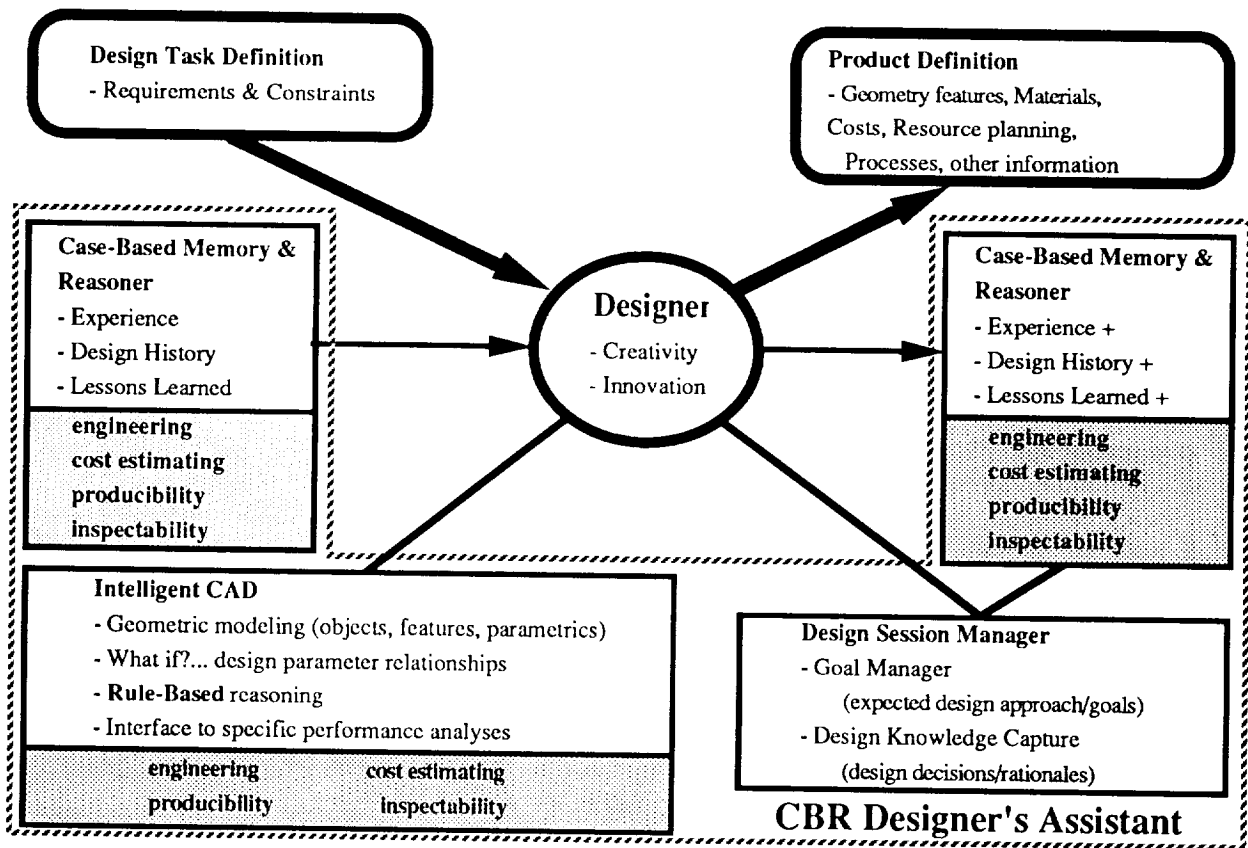 Design Task Definition
- Requirements & Constraints
Product Definition
- Geometry features, Materials,
Costs, Resource planning,
Processes, other information
Case-Based Memory &
Reasoner
- Experience
- Design History
- Lessons Learned
engineering
cost estimating
producibility
inspectability
Designer
- Creativity
- Innovation
Case-Based Memory &
Reasoner
- Experience +
- Design History +
- Lessons Learned +
engineering
cost estimating
producibility
inspectability
Intelligent CAD
- Geometric modeling (objects, features, parametrics)
- What if?... design parameter relationships
- Rule-Based reasoning
- Interface to specific performance analyses
engineering cost estimating
producibility inspectability
Design Session Manager
- Goal Manager
(expected design approach/goals)
- Design Knowledge Capture
(design decisions/rationales)
CBR Designer's Assistant